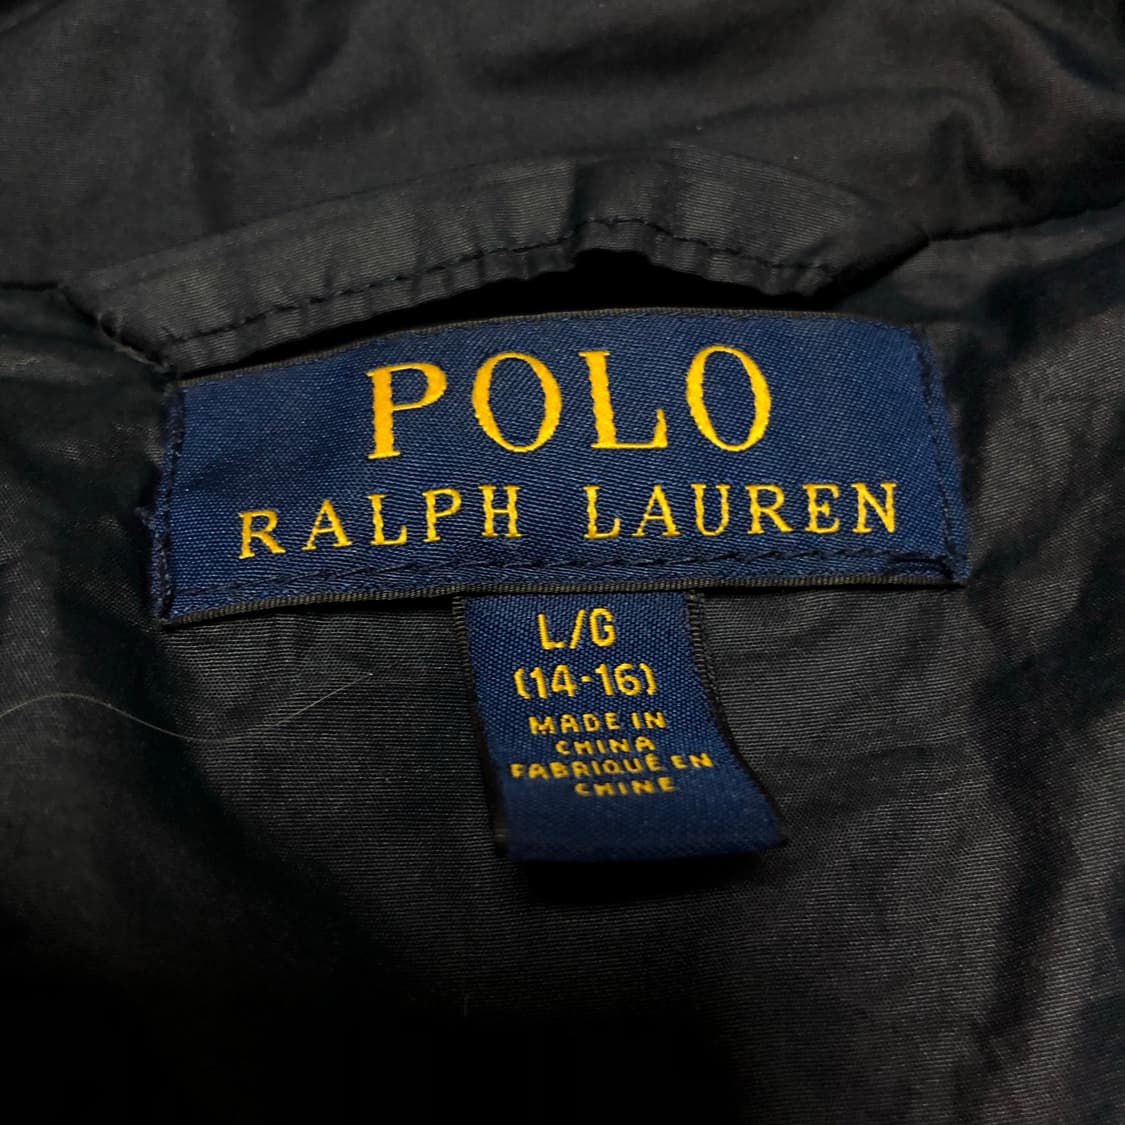 POLO
RALPH LAUREN
L/G
(14-16)
MADE IN
CHINA
FABRIQUÉ EN
CHINE